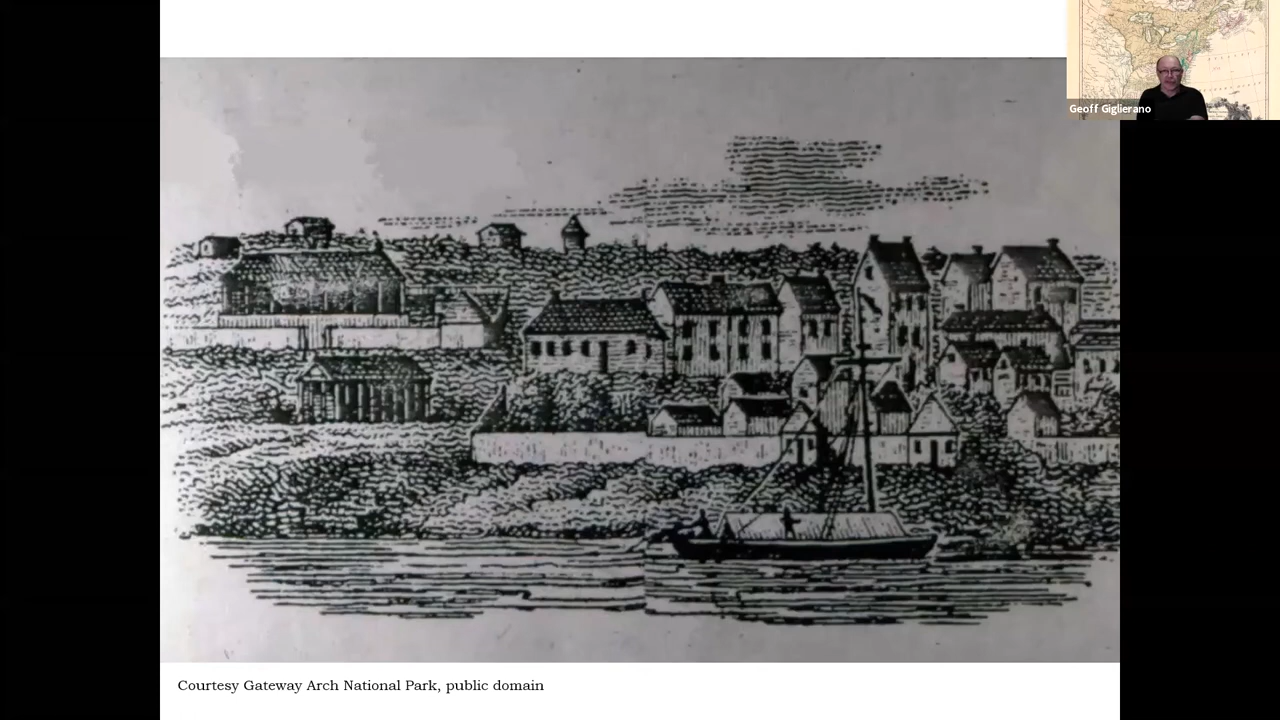 Geoff Giglierano
Courtesy Gateway Arch National Park, public domain